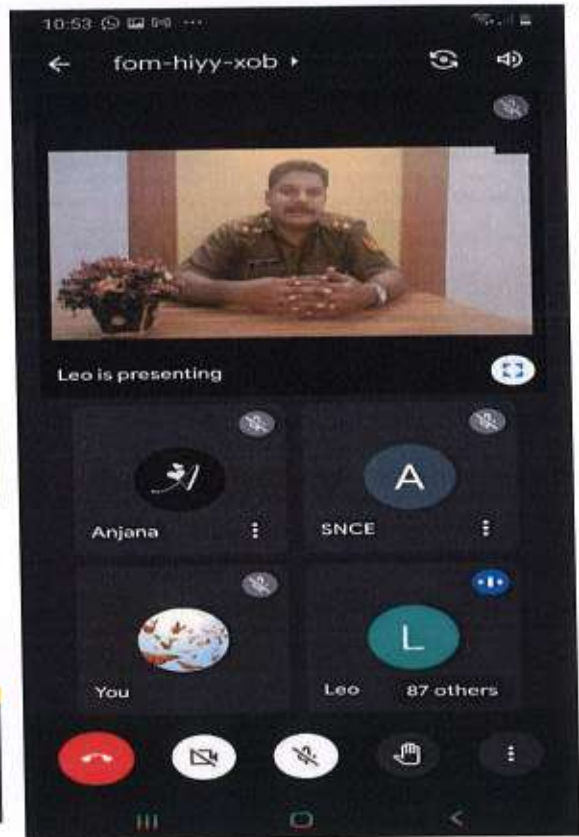 10:53
fom-hiyy-xob
Leo is presenting
A
Anjana
SNCE
L
You
Leo 87 others